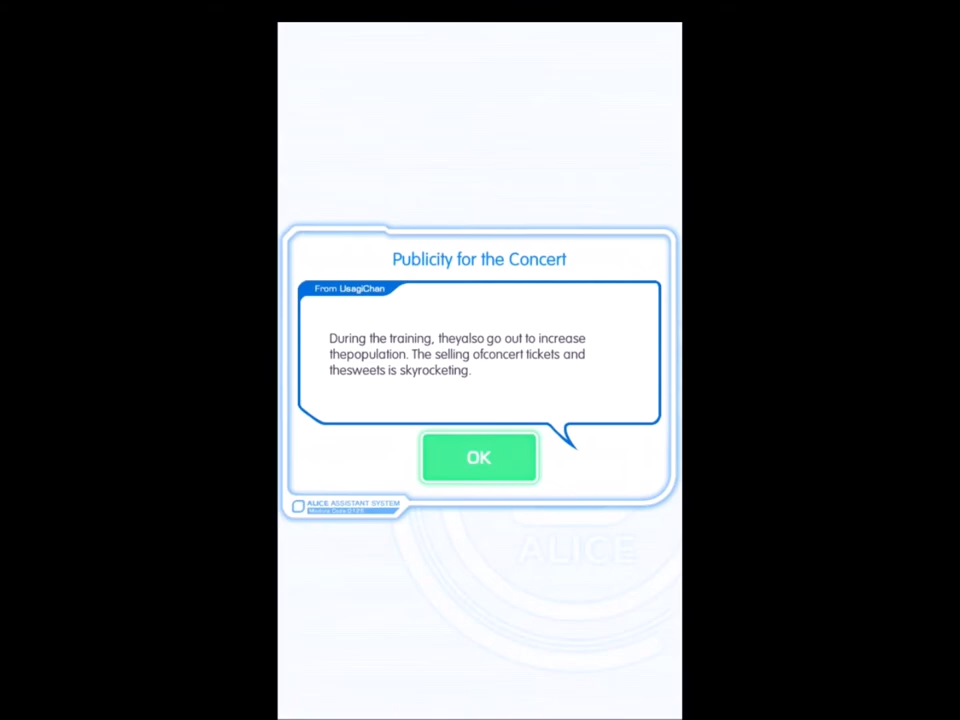 Publicity for the Concert
From UsagiChan
During the training, theyalso go out to increase
thepopulation. The selling ofconcert tickets and
thesweets is skyrocketing.
OK
ALICE ASSISTANT SYSTEM
ALICE